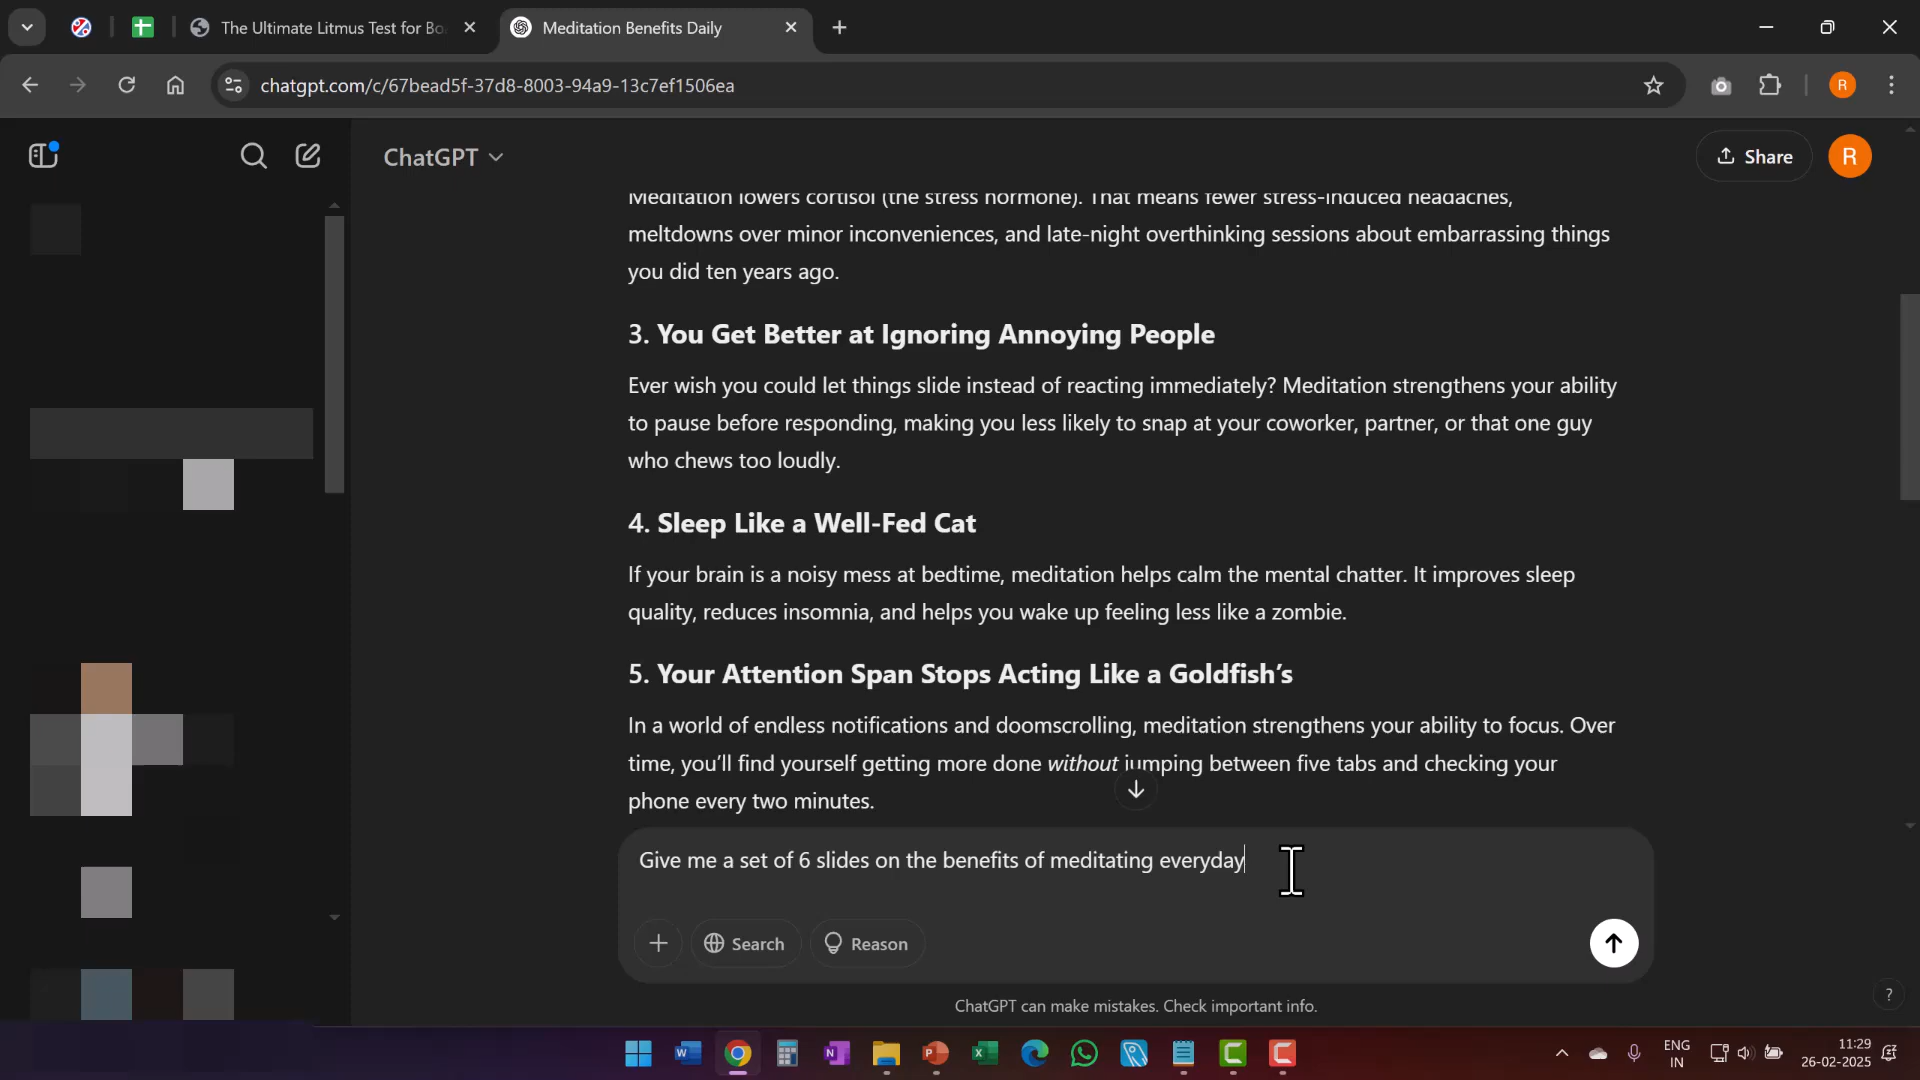 The Ultimate Litmus Test for Bo
Meditation Benefits Daily
chatgpt.com/c/67bead5f-37d8-8003-94a9-13c7ef1506ea
R
ChatGPT
Share
R
Meditation lowers cortisol (the stress hormone). That means fewer stress-induced headaches,
meltdowns over minor inconveniences, and late-night overthinking sessions about embarrassing things
you did ten years ago.
3. You Get Better at Ignoring Annoying People
Ever wish you could let things slide instead of reacting immediately? Meditation strengthens your ability
to pause before responding, making you less likely to snap at your coworker, partner, or that one guy
who chews too loudly.
4. Sleep Like a Well-Fed Cat
If your brain is a noisy mess at bedtime, meditation helps calm the mental chatter. It improves sleep
quality, reduces insomnia, and helps you wake up feeling less like a zombie.
5. Your Attention Span Stops Acting Like a Goldfish’s
In a world of endless notifications and doomscrolling, meditation strengthens your ability to focus. Over
time, you’ll find yourself getting more done without jumping between five tabs and checking your
phone every two minutes.
Give me a set of 6 slides on the benefits of meditating everyday
Search
Reason
ChatGPT can make mistakes. Check important info.
?
ENG
IN
11:29
26-02-2025